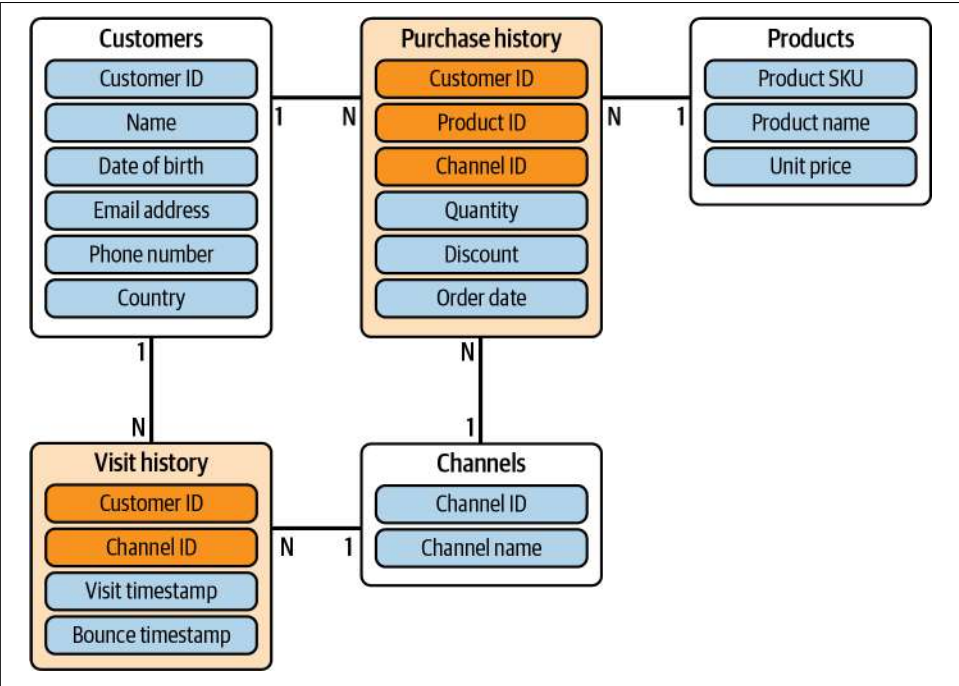 Customers
Customer ID
Name
Date of birth
Email address
Phone number
Country
1
N
Purchase history
Customer ID
Product ID
Channel ID
Quantity
Discount
Order date
N
1
Products
Product SKU
Product name
Unit price
1
N
N
1
Visit history
Customer ID
Channel ID
Visit timestamp
Bounce timestamp
N
1
Channels
Channel ID
Channel name